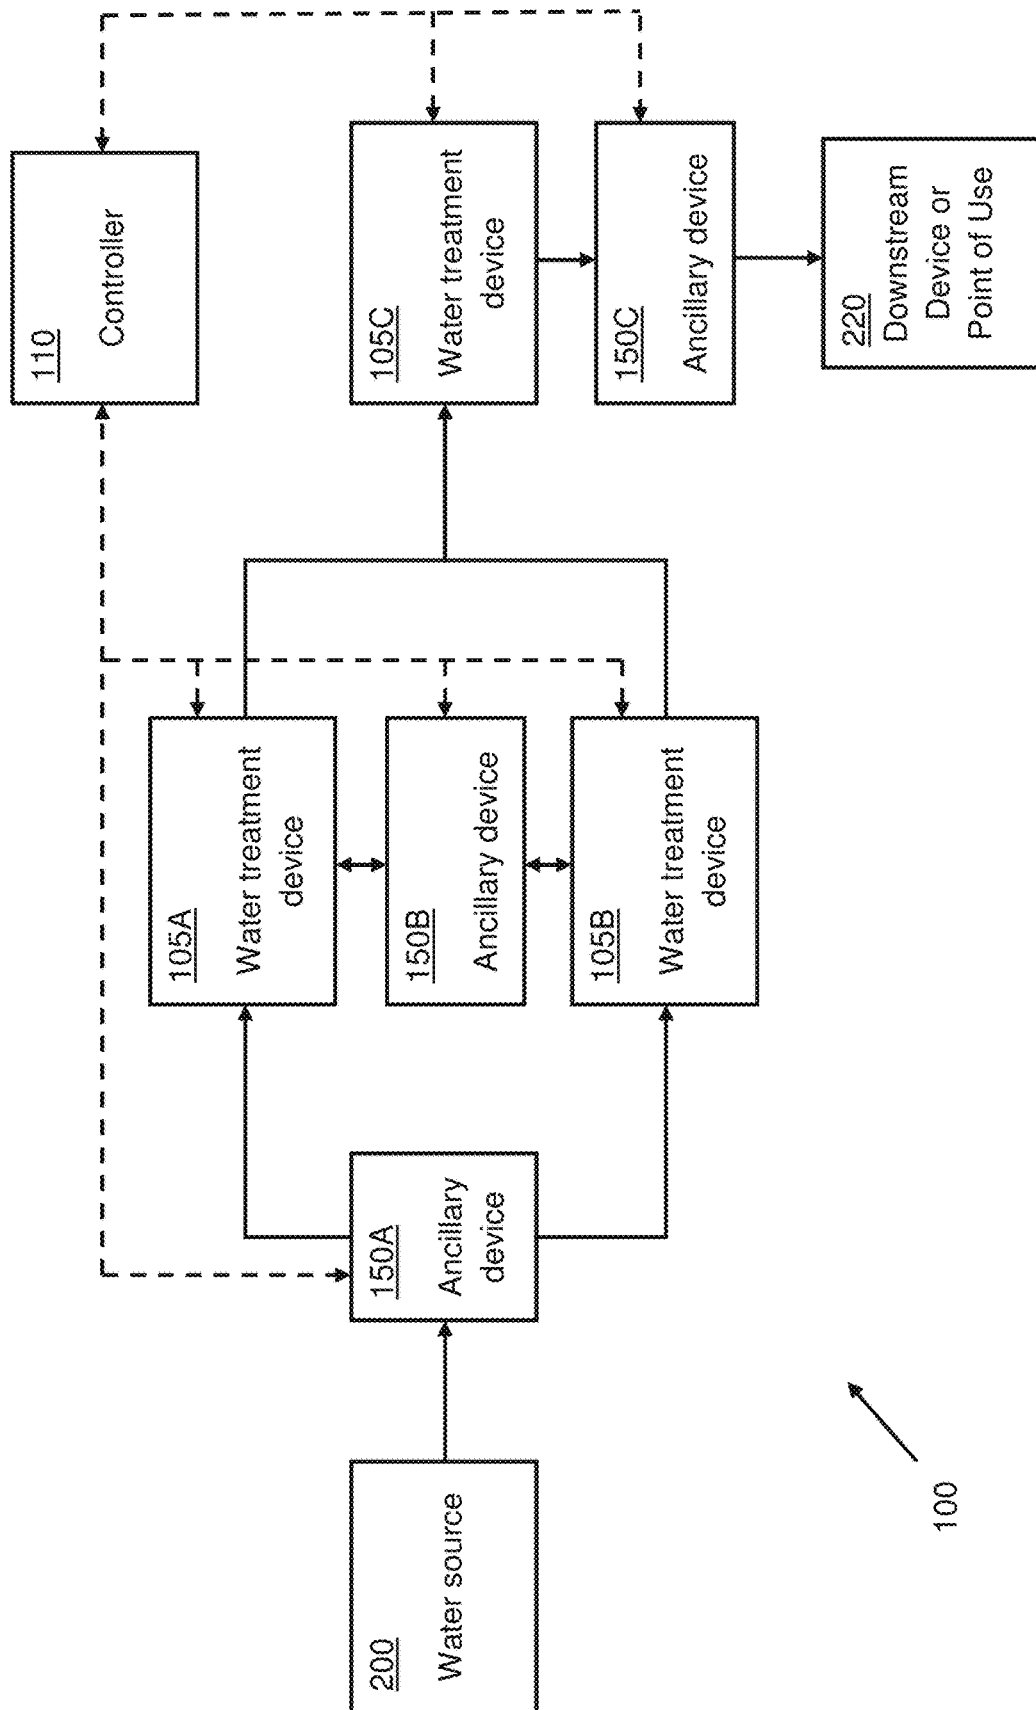 200
Water source
150A
Ancillary
device
105A
Water treatment
device
150B
Ancillary device
105B
Water treatment
device
110
Controller
105C
Water treatment
device
150C
Ancillary device
220
Downstream
Device or
Point of Use
100